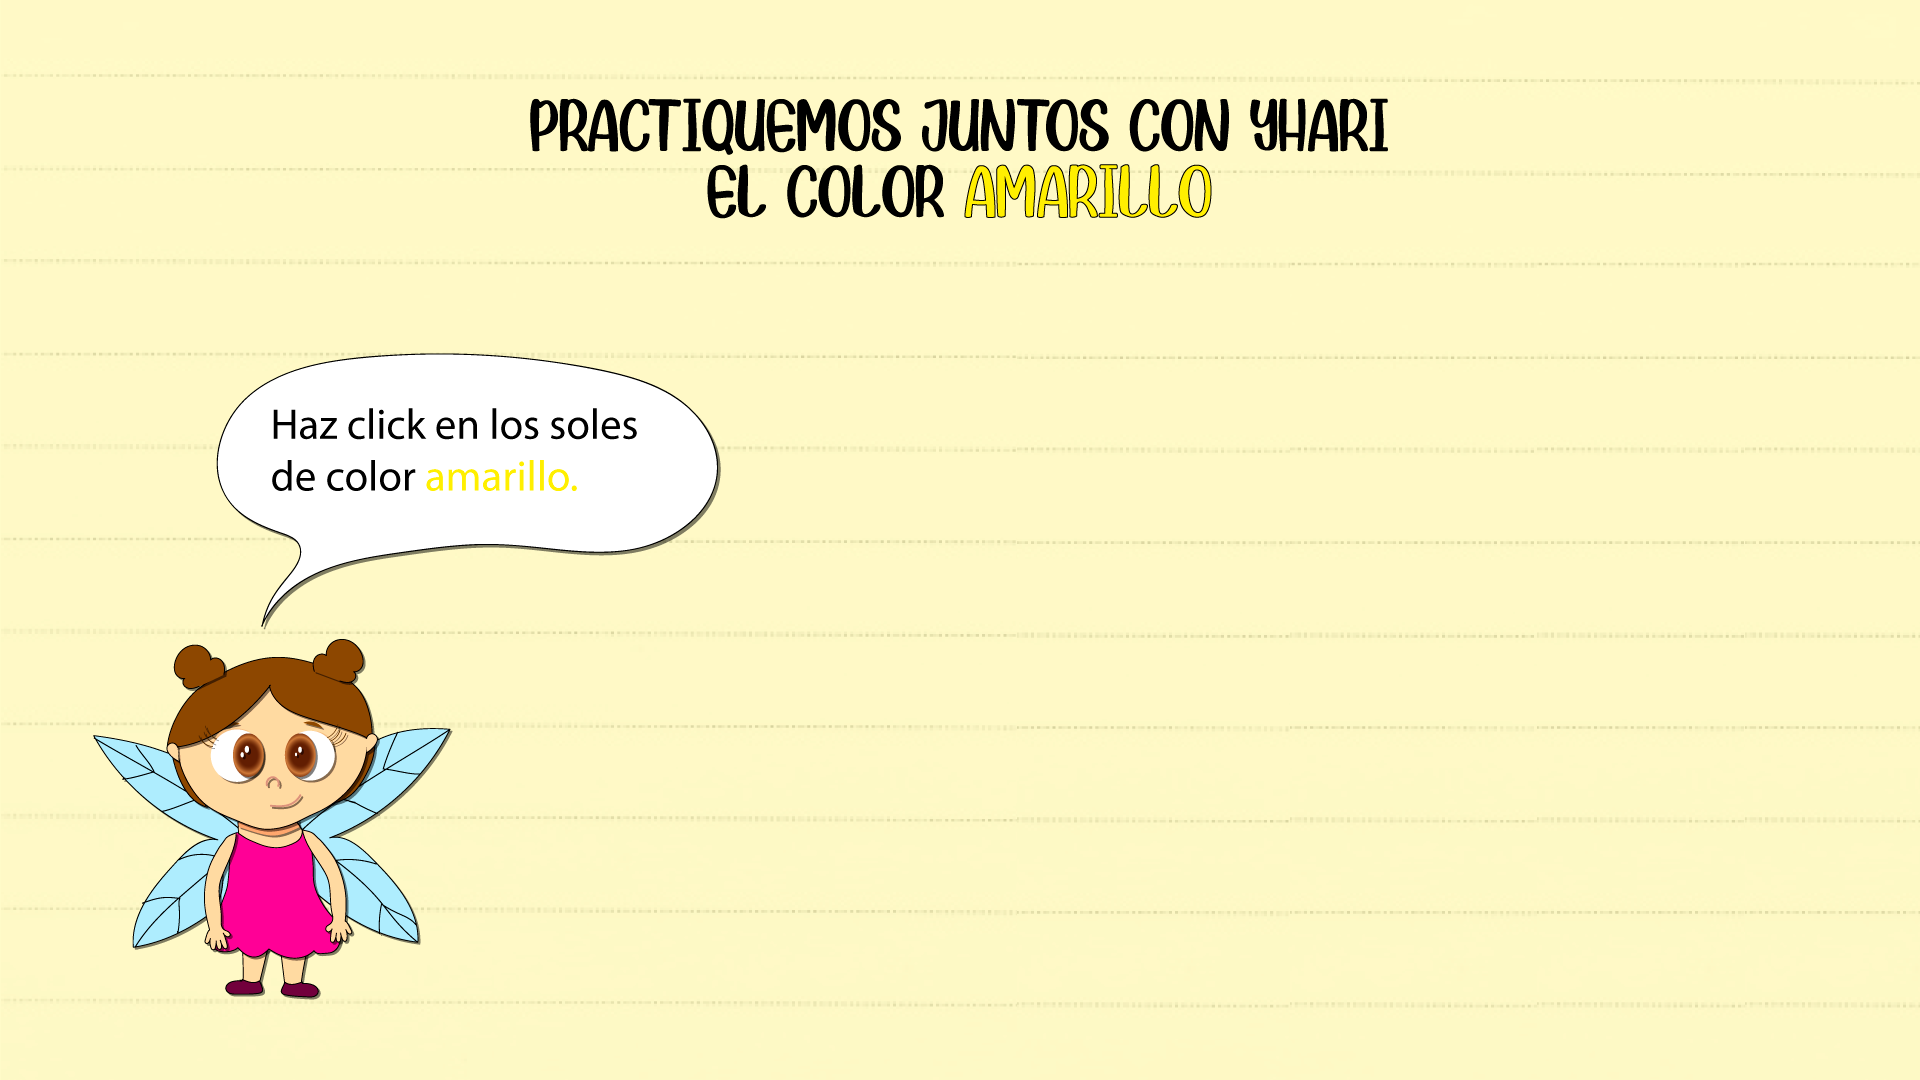 PRACTIQUEMOS JUNTOS CON YHARI
EL COLOR AMARILLO
Haz click en los soles
de color amarillo.